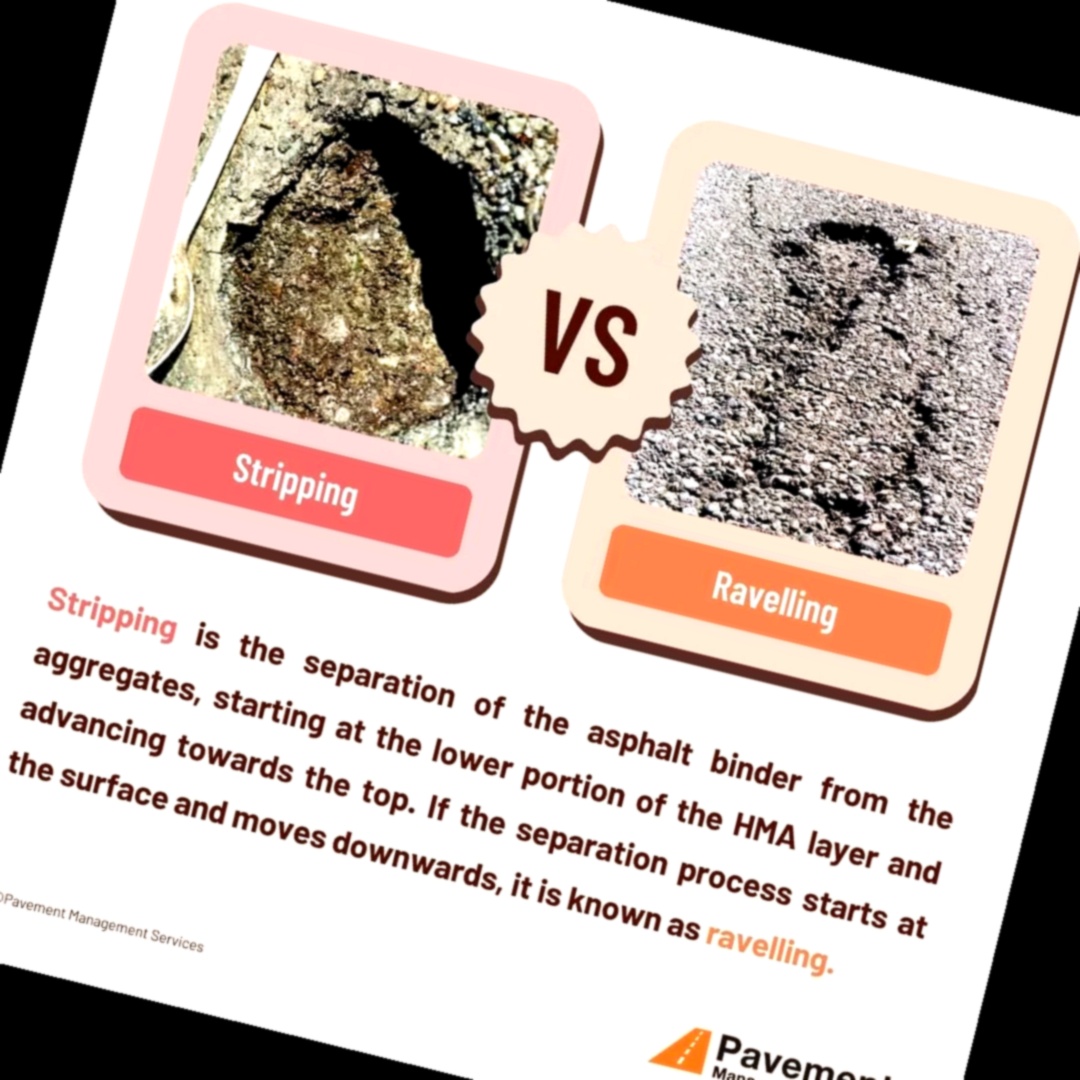 VS
Stripping
Ravelling
Stripping is the separation of the asphalt binder from the
aggregates, starting at the lower portion of the HMA layer and
advancing towards the top. If the separation process starts at
the surface and moves downwards, it is known as ravelling.
©Pavement Management Services